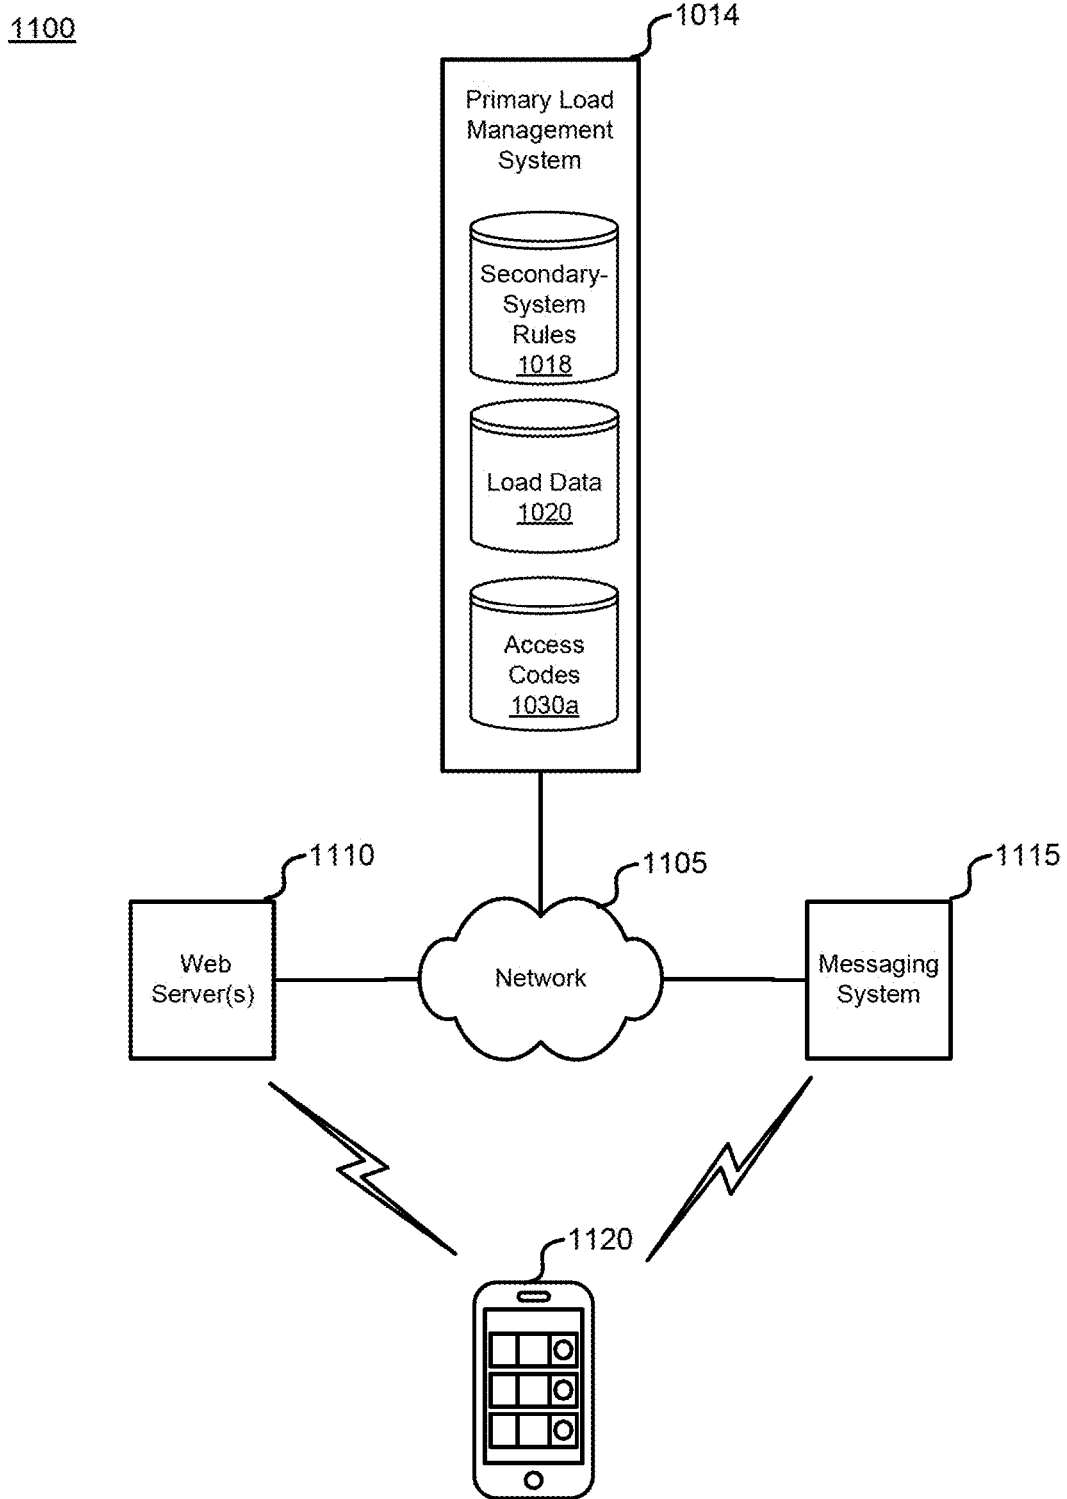 1100
1014
Primary Load
Management
System
Secondary-
System
Rules
1018
Load Data
1020
Access
Codes
1030a
1110
1105
1115
Web
Server(s)
Network
Messaging
System
1120